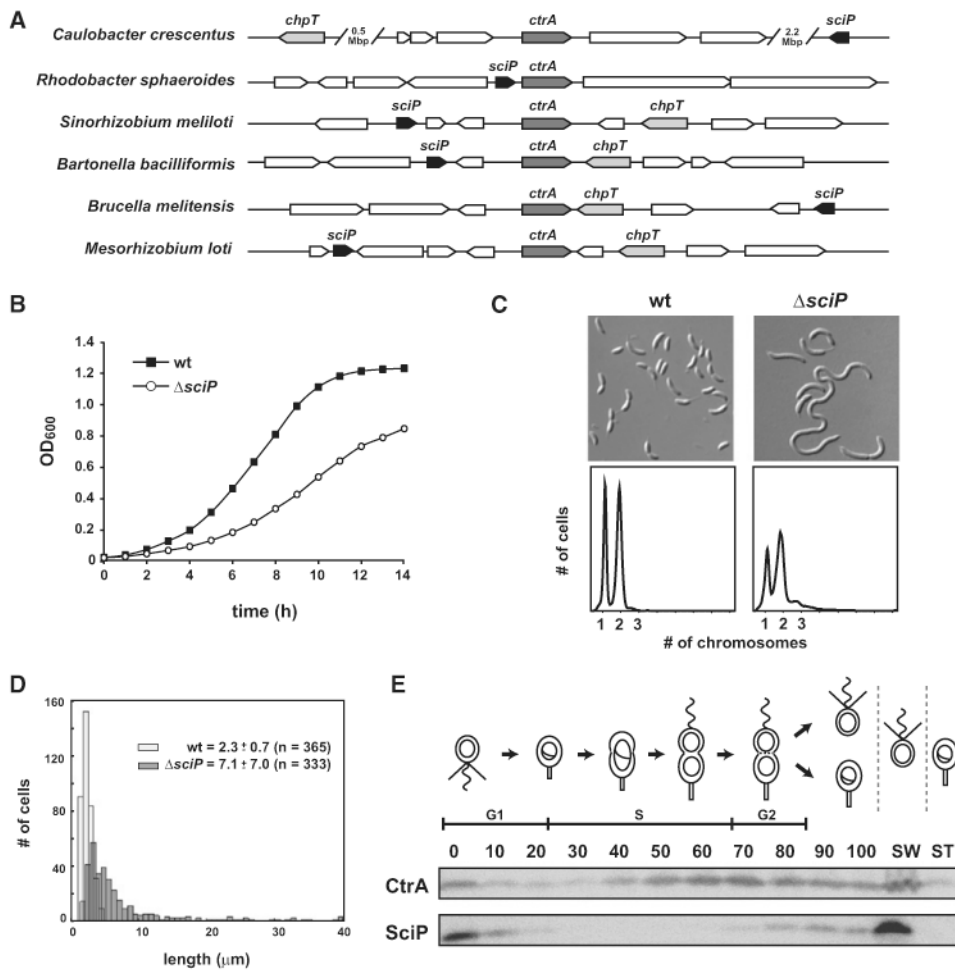 A
chpT ctrA sciP
Caulobacter crescentus 0.5 Mbp 2.2 Mbp
sciP ctrA
Rhodobacter sphaeroides
sciP ctrA chpT
Sinorhizobium meliloti
sciP ctrA chpT
Bartonella bacilliformis
ctrA chpT sciP
Brucella melitensis
sciP ctrA chpT
Mesorhizobium loti
B
wt
ΔsciP
OD600
1.4
1.2
1.0
0.8
0.6
0.4
0.2
0
0 2 4 6 8 10 12 14
time (h)
C
wt ΔsciP
# of cells
1 2 3 1 2 3
# of chromosomes
D
# of cells
160
120
80
40
0
wt = 2.3 ± 0.7 (n = 365)
ΔsciP = 7.1 ± 7.0 (n = 333)
0 10 20 30 40
length (μm)
E
G1 S G2
0 10 20 30 40 50 60 70 80 90 100 SW ST
CtrA
SciP